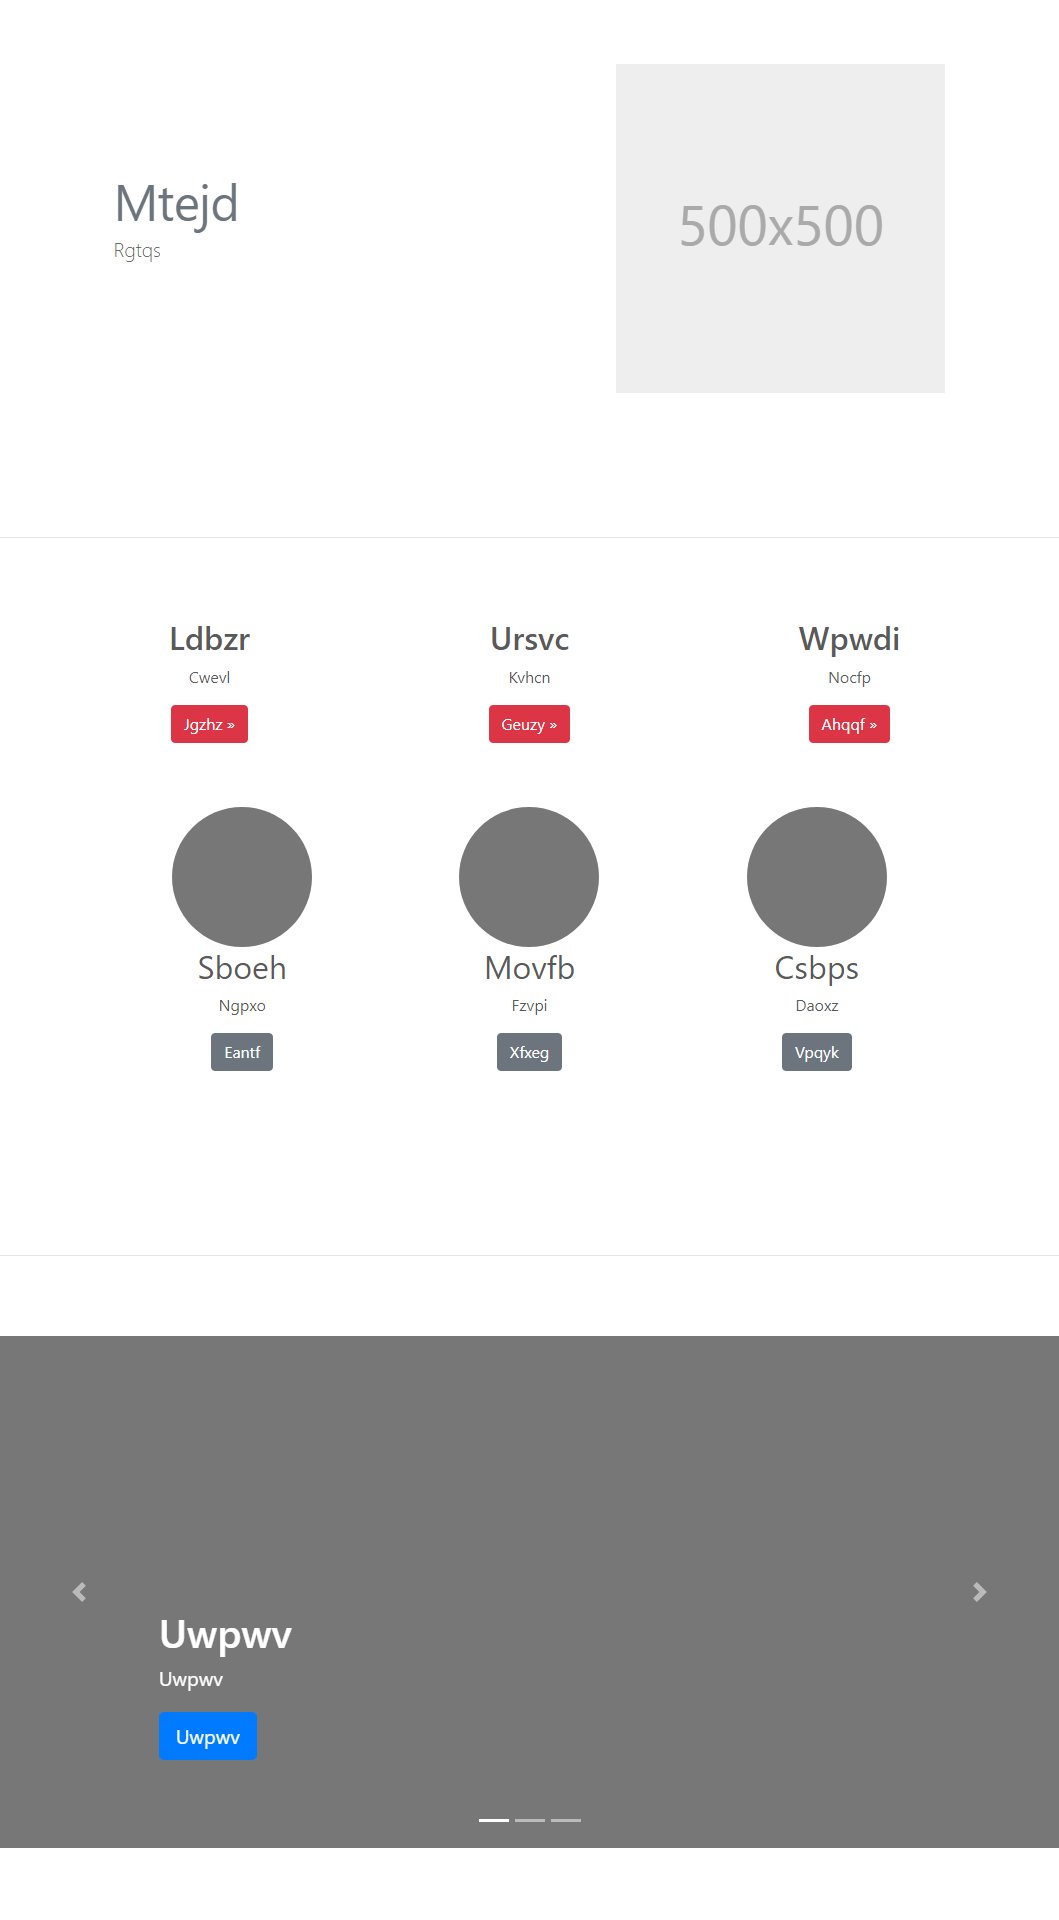 Mtejd
Rgtqs
500x500
Ldbzr
Cwevl
Jgzhz »
Ursvc
Kvhcn
Geuzy »
Wpwdi
Nocfp
Ahqqf »
Sboeh
Ngpxo
Eantf
Movfb
Fzvpi
Xfxeg
Csbps
Daoxz
Vpqyk
Uwpwv
Uwpwv
Uwpwv